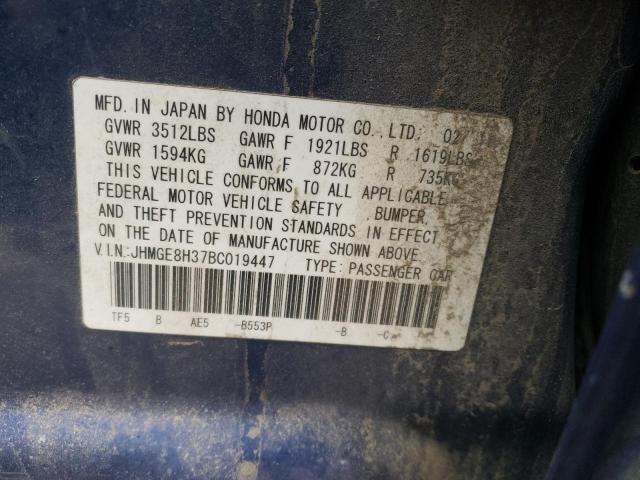 MFD. IN JAPAN BY HONDA MOTOR CO., LTD. 02
GVWR 3512LBS GAWR F 1921LBS R 1619LBS
GVWR 1594KG GAWR F 872KG R 735KG
THIS VEHICLE CONFORMS TO ALL APPLICABLE
FEDERAL MOTOR VEHICLE SAFETY BUMPER,
AND THEFT PREVENTION STANDARDS IN EFFECT
ON THE DATE OF MANUFACTURE SHOWN ABOVE.
V.I.N.: JHMGE8H37BC019447 TYPE: PASSENGER CAR
TF5 B AE5 -B553P -B -C